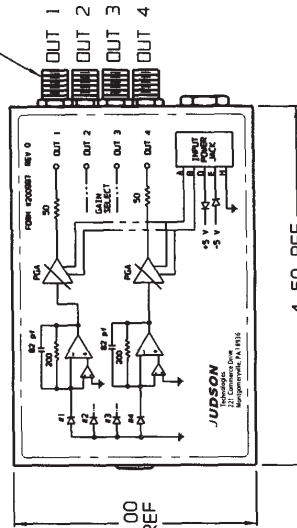 OUT 1
OUT 2
OUT 3
OUT 4
FORM #200887 REV 0
50
OUT 1
PGA
OUT 2
GAIN
SELECT
OUT 3
50
OUT 4
PGA
INPUT
POWER
JACK
A
B
D
E
H
+5 V
-5 V
82 pf
200
82 pf
200
#1
#2
#3
#4
JUDSON
Technologies
221 Commerce Drive
Montgomeryville, PA 18936
00
REF
4.50 REF